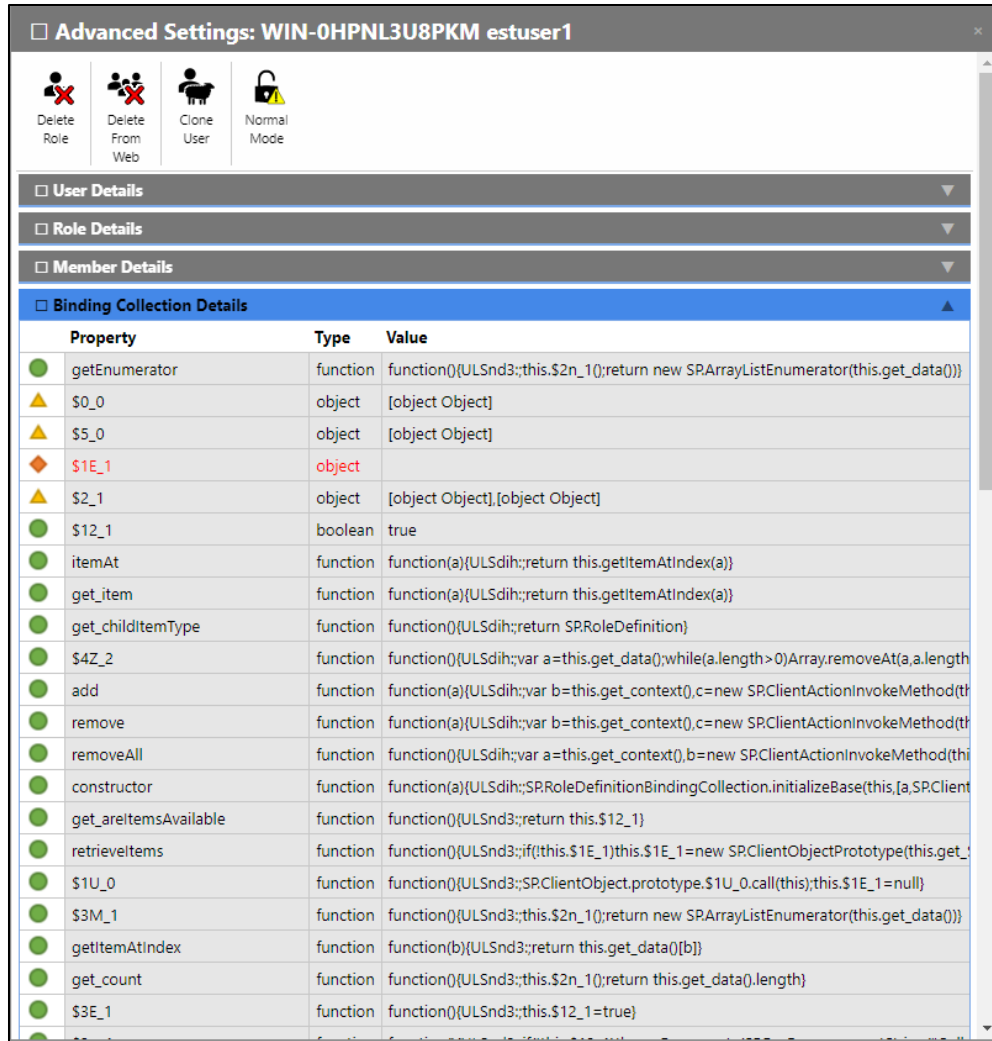 Advanced Settings: WIN-0HPNL3U8PKM estuser1
Delete Role
Delete From Web
Clone User
Normal Mode
User Details
Role Details
Member Details
Binding Collection Details
Property Type Value
getEnumerator function function(){ULSnd3:;this.$2n_1();return new SP.ArrayListEnumerator(this.get_data())}
$0_0 object [object Object]
$5_0 object [object Object]
$1E_1 object
$2_1 object [object Object],[object Object]
$12_1 boolean true
itemAt function function(a){ULSdih:;return this.getItemAtIndex(a)}
get_item function function(a){ULSdih:;return this.getItemAtIndex(a)}
get_childItemType function function(){ULSdih:;return SP.RoleDefinition}
$4Z_2 function function(){ULSdih:;var a=this.get_data();while(a.length>0)Array.removeAt(a,a.length
add function function(a){ULSdih:;var b=this.get_context(),c=new SP.ClientActionInvokeMethod(th
remove function function(a){ULSdih:;var b=this.get_context(),c=new SP.ClientActionInvokeMethod(th
removeAll function function(){ULSdih:;var a=this.get_context(),b=new SP.ClientActionInvokeMethod(thi
constructor function function(a){ULSdih:;SP.RoleDefinitionBindingCollection.initializeBase(this,[a,SP.Client
get_areItemsAvailable function function(){ULSnd3:;return this.$12_1}
retrieveItems function function(){ULSnd3:;if(!this.$1E_1)this.$1E_1=new SP.ClientObjectPrototype(this.get_
$1U_0 function function(){ULSnd3:;SP.ClientObject.prototype.$1U_0.call(this);this.$1E_1=null}
$3M_1 function function(){ULSnd3:;this.$2n_1();return new SP.ArrayListEnumerator(this.get_data())}
getItemAtIndex function function(b){ULSnd3:;return this.get_data()[b]}
get_count function function(){ULSnd3:;this.$2n_1();return this.get_data().length}
$3E_1 function function(){ULSnd3:;this.$12_1=true}